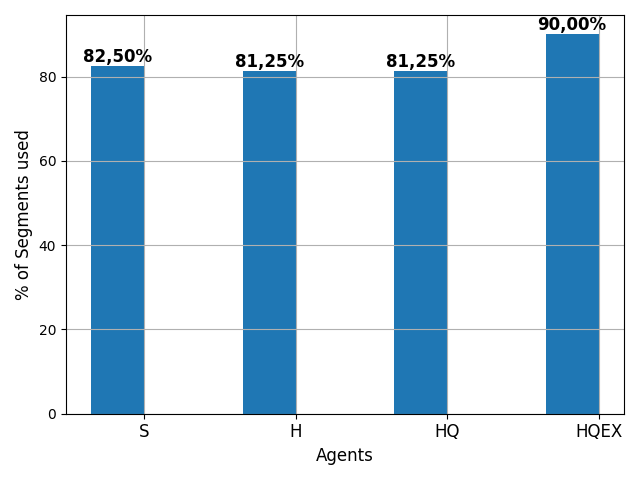 82,50%
81,25%
81,25%
90,00%
80
60
40
20
0
% of Segments used
S
H
HQ
HQEX
Agents